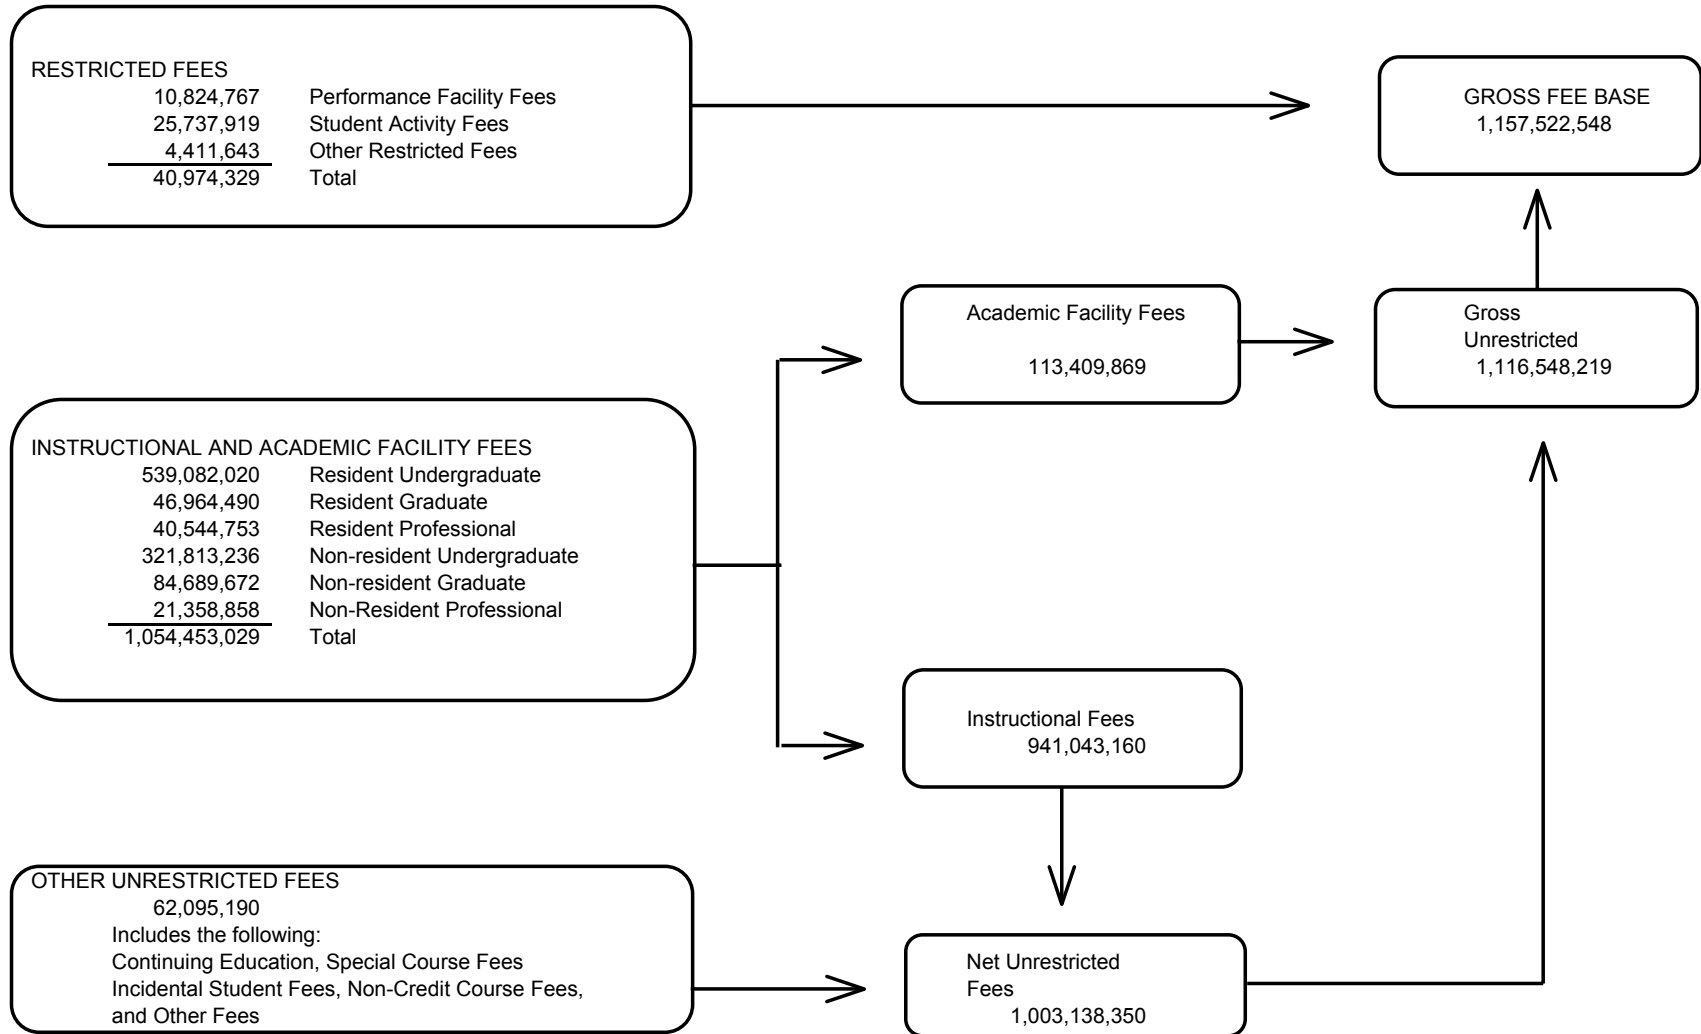 RESTRICTED FEES
10,824,767 Performance Facility Fees
25,737,919 Student Activity Fees
4,411,643 Other Restricted Fees
40,974,329 Total
GROSS FEE BASE
1,157,522,548
Academic Facility Fees
113,409,869
Gross
Unrestricted
1,116,548,219
INSTRUCTIONAL AND ACADEMIC FACILITY FEES
539,082,020 Resident Undergraduate
46,964,490 Resident Graduate
40,544,753 Resident Professional
321,813,236 Non-resident Undergraduate
84,689,672 Non-resident Graduate
21,358,858 Non-Resident Professional
1,054,453,029 Total
Instructional Fees
941,043,160
OTHER UNRESTRICTED FEES
62,095,190
Includes the following:
Continuing Education, Special Course Fees
Incidental Student Fees, Non-Credit Course Fees,
and Other Fees
Net Unrestricted
Fees
1,003,138,350